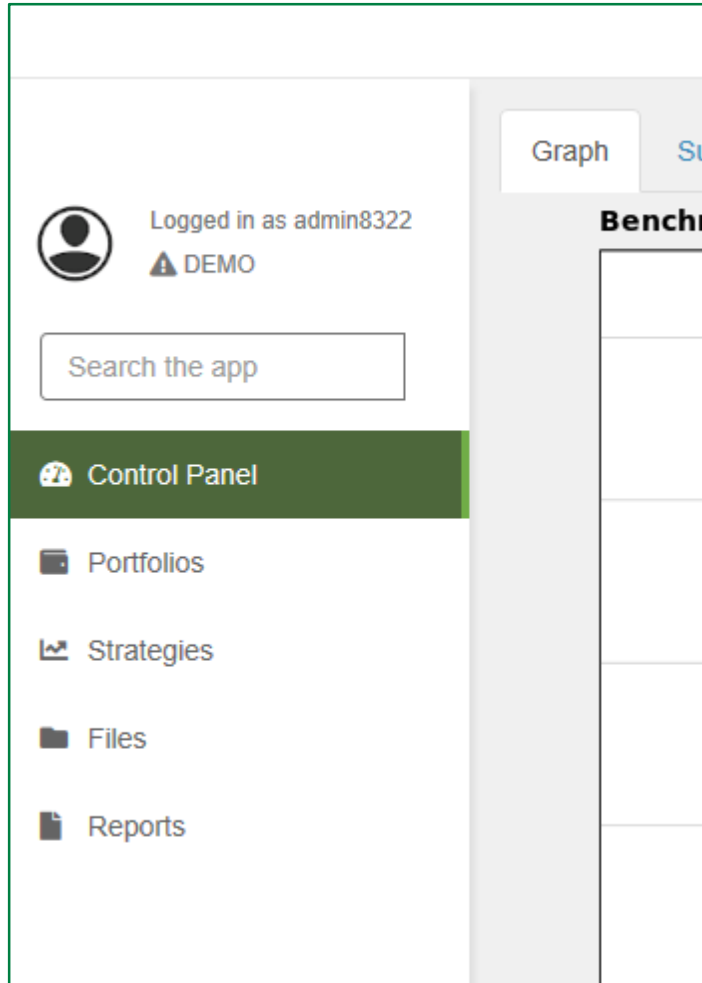 Graph
Logged in as admin8322
DEMO
Search the app
Control Panel
Portfolios
Strategies
Files
Reports